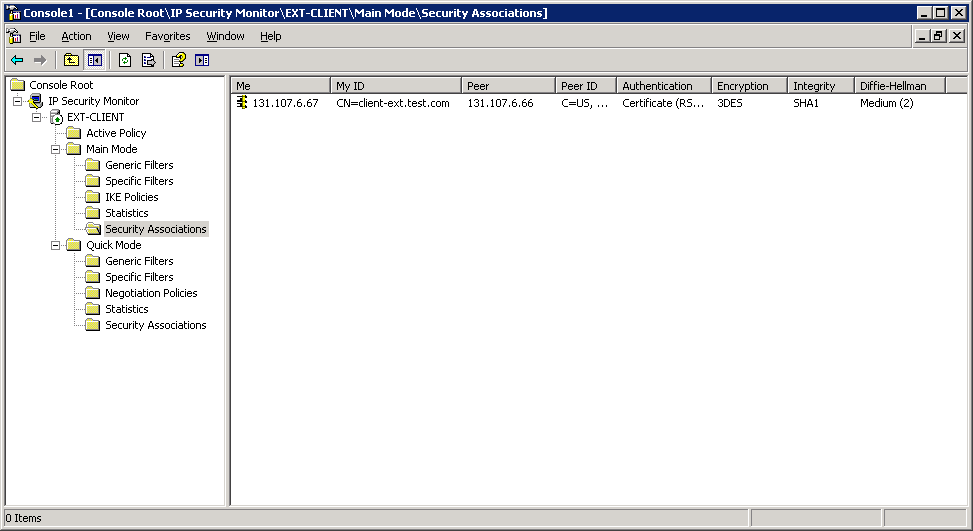 Console1 - [Console Root\IP Security Monitor\EXT-CLIENT\Main Mode\Security Associations]
File Action View Favorites Window Help
Console Root
IP Security Monitor
EXT-CLIENT
Active Policy
Main Mode
Generic Filters
Specific Filters
IKE Policies
Statistics
Security Associations
Quick Mode
Generic Filters
Specific Filters
Negotiation Policies
Statistics
Security Associations
Me My ID Peer Peer ID Authentication Encryption Integrity Diffie-Hellman
131.107.6.67 CN=client-ext.test.com 131.107.6.66 C=US, ... Certificate (RS... 3DES SHA1 Medium (2)
0 Items